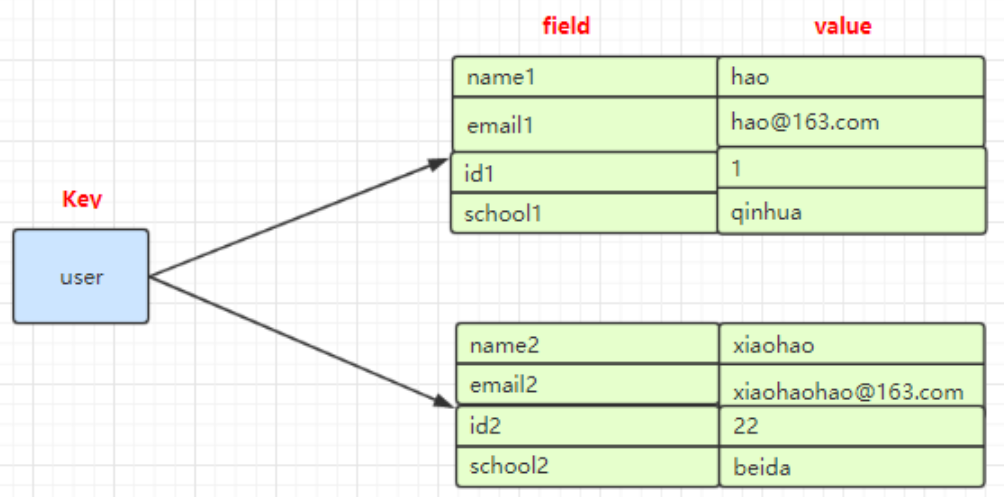 field value
name1 hao
email1 hao@163.com
id1 1
school1 qinhua
Key
user
name2 xiaohao
email2 xiaohaohao@163.com
id2 22
school2 beida